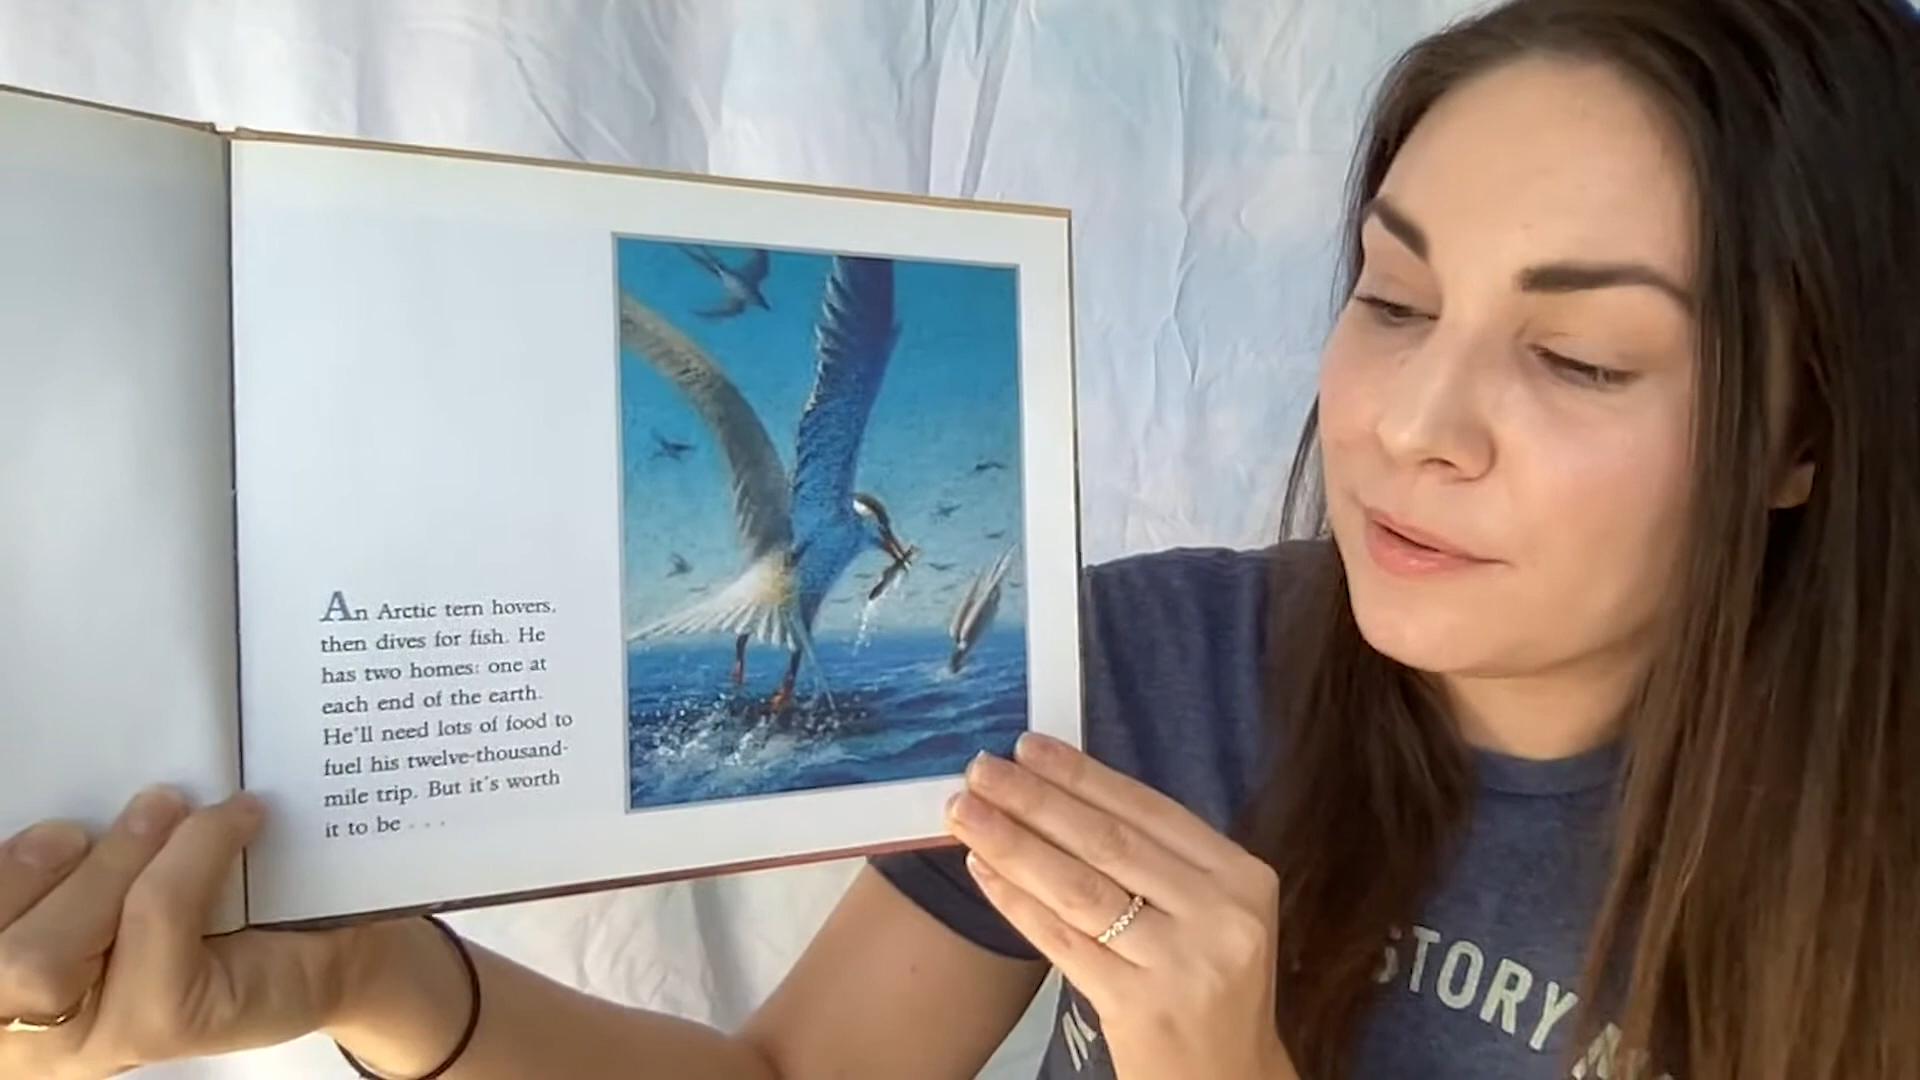 An Arctic tern hovers,
then dives for fish. He
has two homes: one at
each end of the earth.
He'll need lots of food to
fuel his twelve-thousand-
mile trip. But it's worth
it to be . . .
STORY